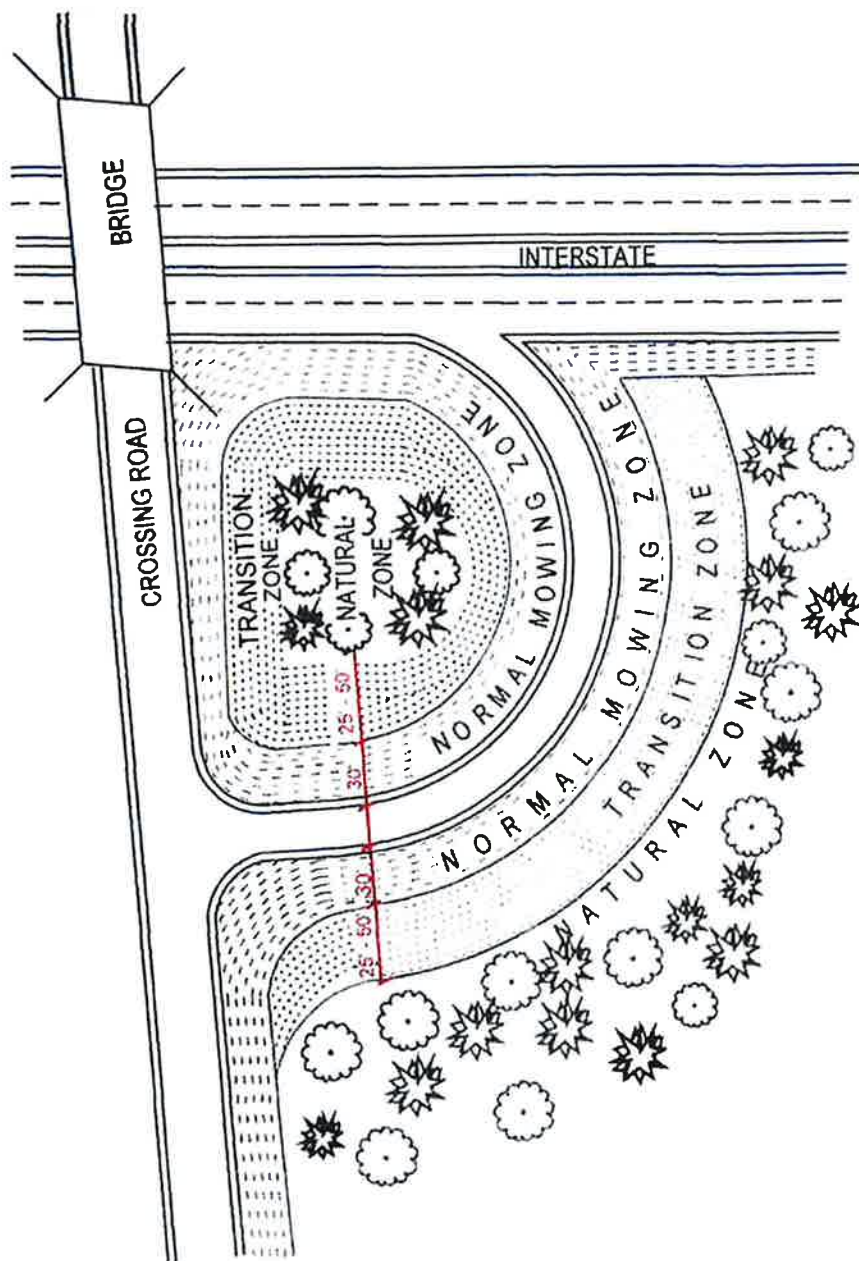 BRIDGE
INTERSTATE
CROSSING ROAD
TRANSITION
ZONE
NATURAL
ZONE
NORMAL MOWING ZONE
NORMAL MOWING ZONE
TRANSITION ZONE
NATURAL ZONE
25 - 50
30'
30'
25 - 50